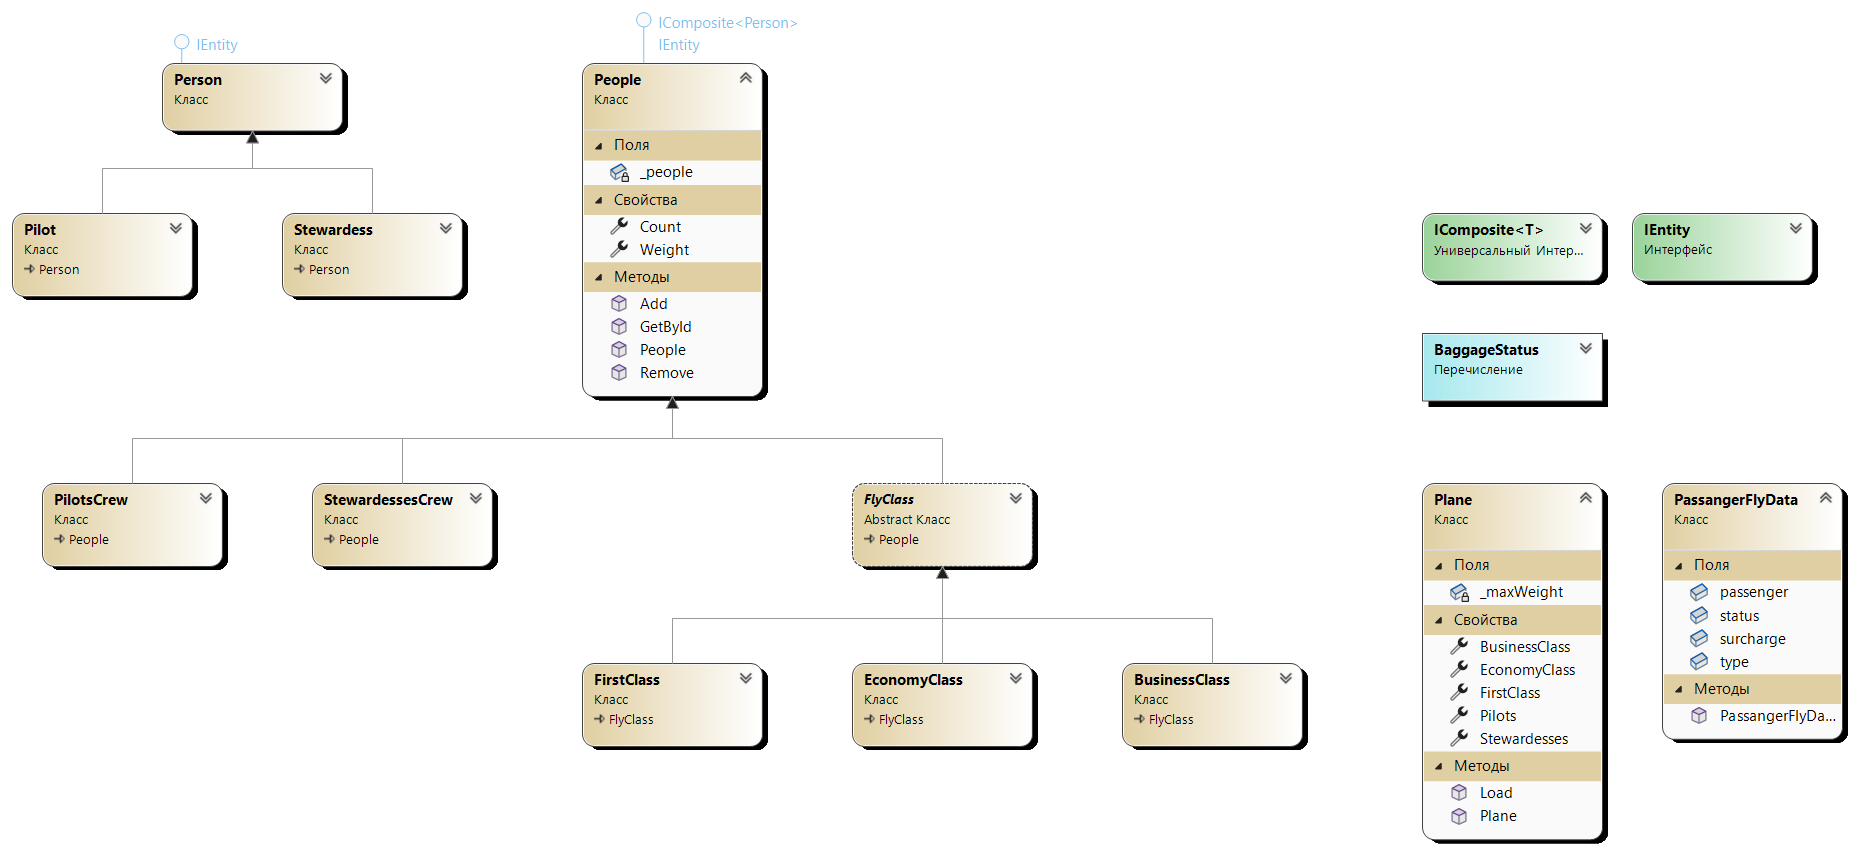 IEntity
Person
Класс
IComposite<Person>
IEntity
People
Класс
Поля
_people
Свойства
Count
Weight
Методы
Add
GetById
People
Remove
Pilot
Класс
Person
Stewardess
Класс
Person
IComposite<T>
Универсальный Интер...
IEntity
Интерфейс
BaggageStatus
Перечисление
PilotsCrew
Класс
People
StewardessesCrew
Класс
People
FlyClass
Abstract Класс
People
FirstClass
Класс
FlyClass
EconomyClass
Класс
FlyClass
BusinessClass
Класс
FlyClass
Plane
Класс
Поля
_maxWeight
Свойства
BusinessClass
EconomyClass
FirstClass
Pilots
Stewardesses
Методы
Load
Plane
PassangerFlyData
Класс
Поля
passenger
status
surcharge
type
Методы
PassangerFlyDa...